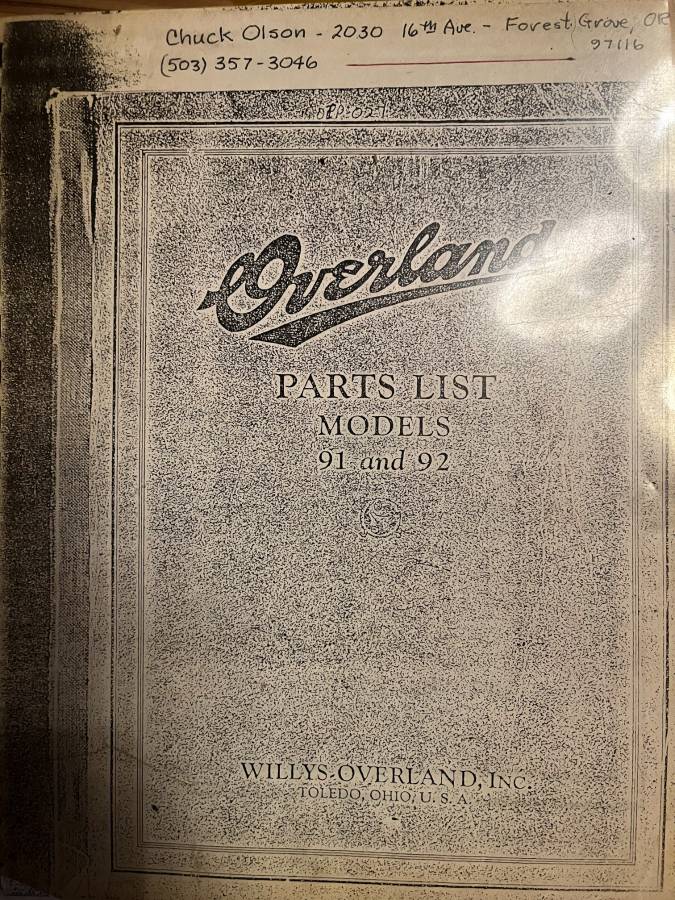 Chuck Olson - 2030 16th Ave. - Forest Grove, OR
97116
(503) 357-3046
Overland
PARTS LIST
MODELS
91 and 92
WILLYS-OVERLAND, INC.
TOLEDO, OHIO, U. S. A.